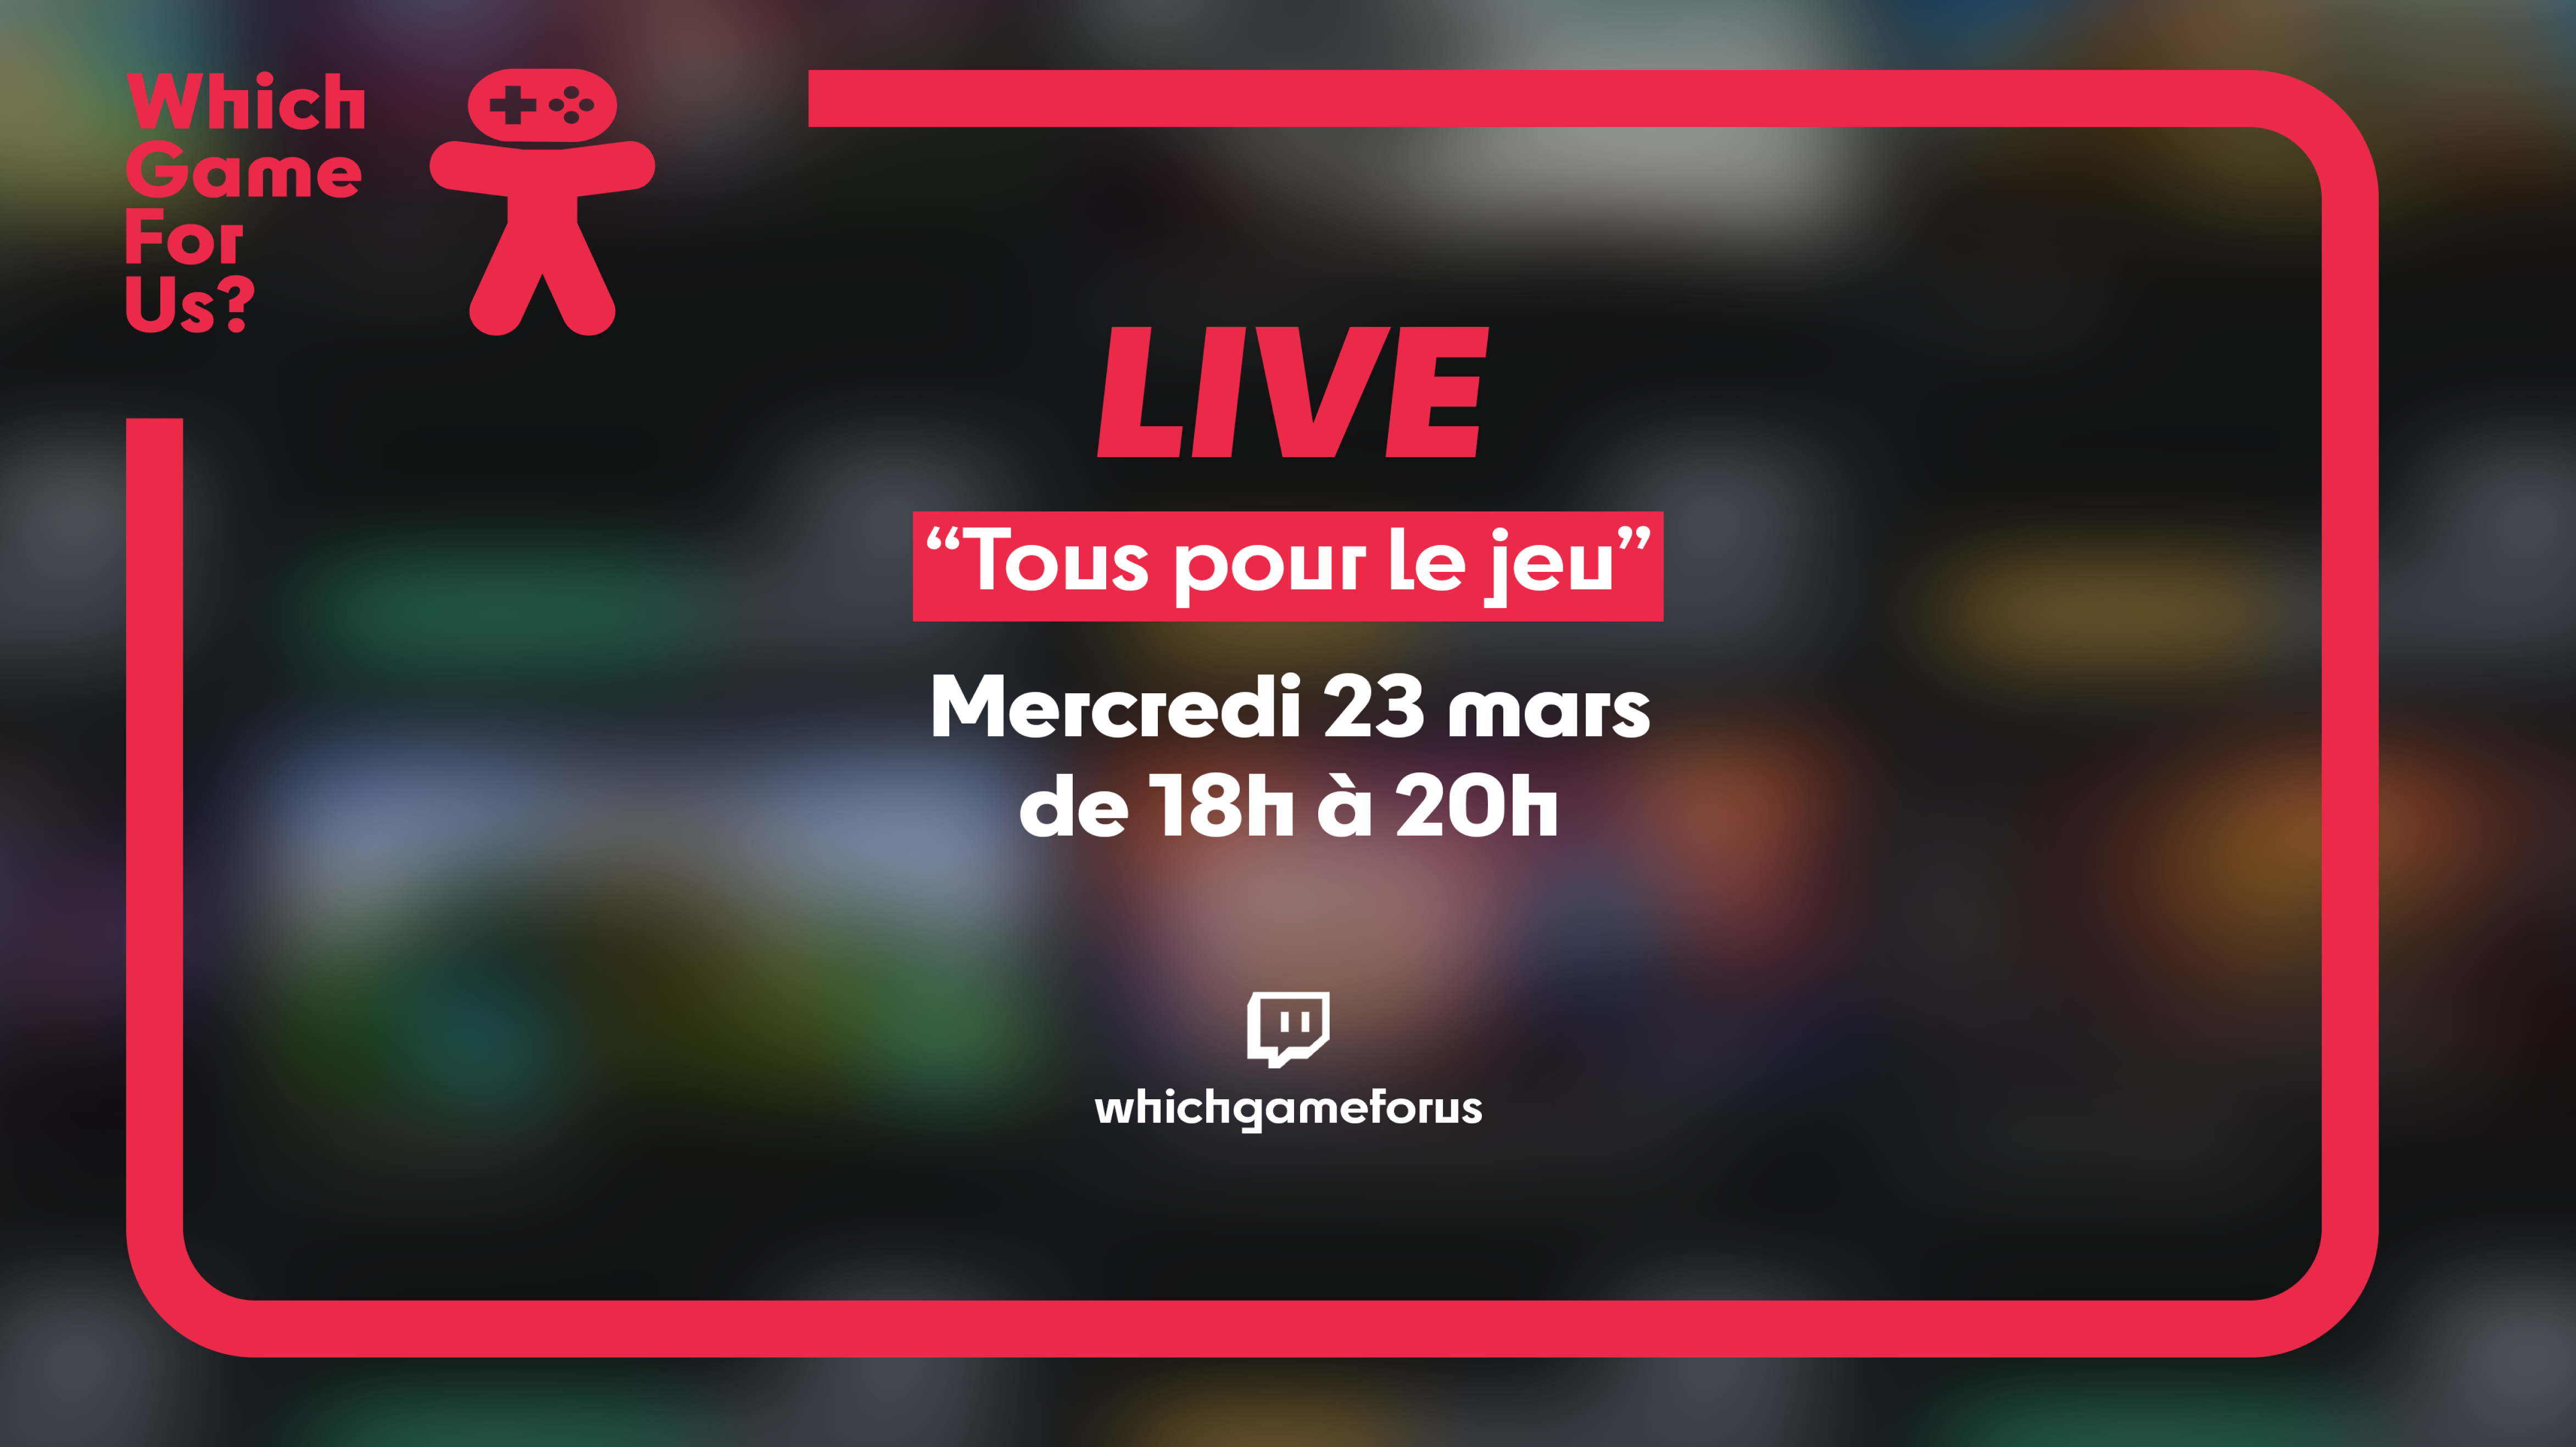 Which
Game
For
Us?
LIVE
“Tous pour le jeu”
Mercredi 23 mars
de 18h à 20h
whichgameforus